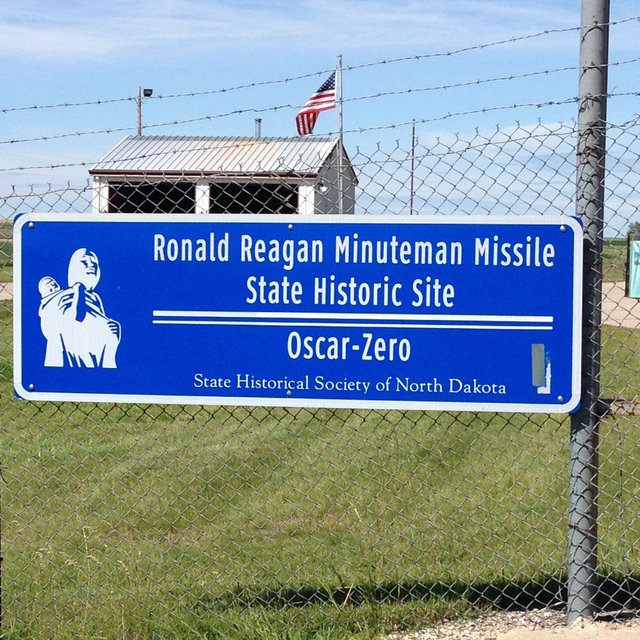 Ronald Reagan Minuteman Missile
State Historic Site
Oscar-Zero
State Historical Society of North Dakota